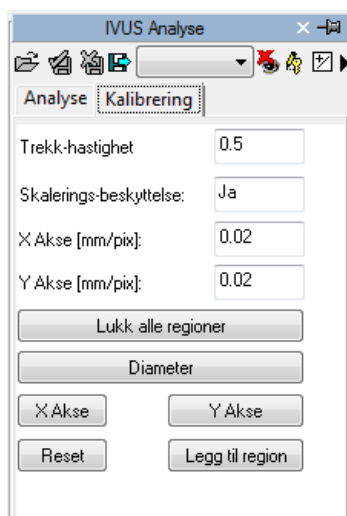 IVUS Analyse
Analyse Kalibrering
Trekk-hastighet 0.5
Skalerings-beskyttelse: Ja
X Akse [mm/pix]: 0.02
Y Akse [mm/pix]: 0.02
Lukk alle regioner
Diameter
X Akse Y Akse
Reset Legg til region